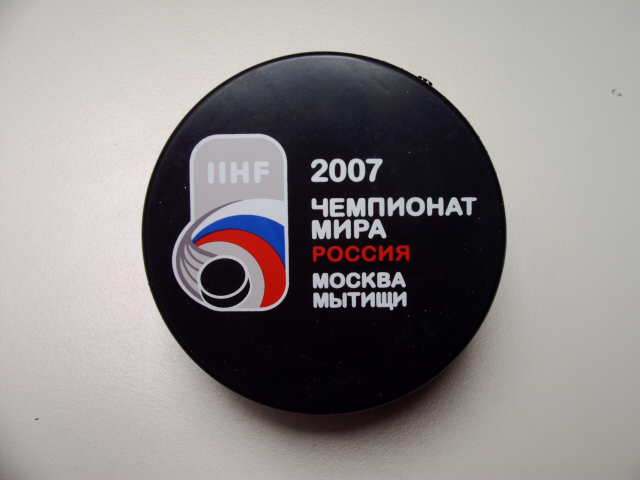 IIHF
2007
ЧЕМПИОНАТ
МИРА
РОССИЯ
МОСКВА
МЫТИЩИ